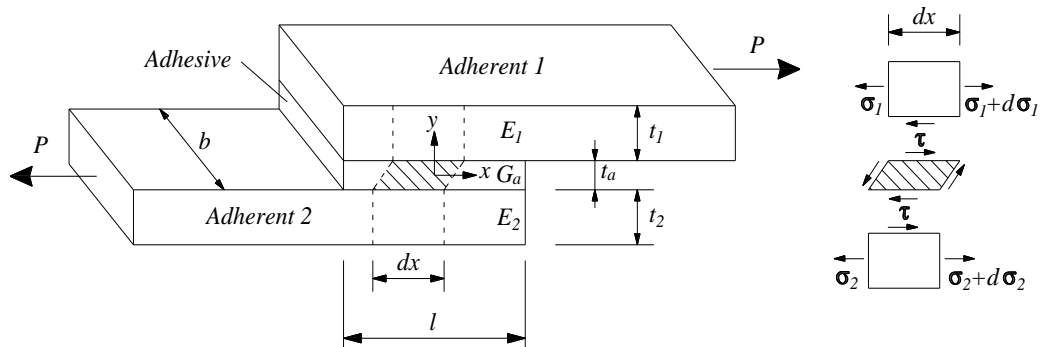 Adhesive
Adherent 1
P
P
b
y
x
E1
Ga
t1
ta
Adherent 2
E2
t2
dx
l
dx
σ1
σ1+dσ1
τ
τ
σ2
σ2+dσ2